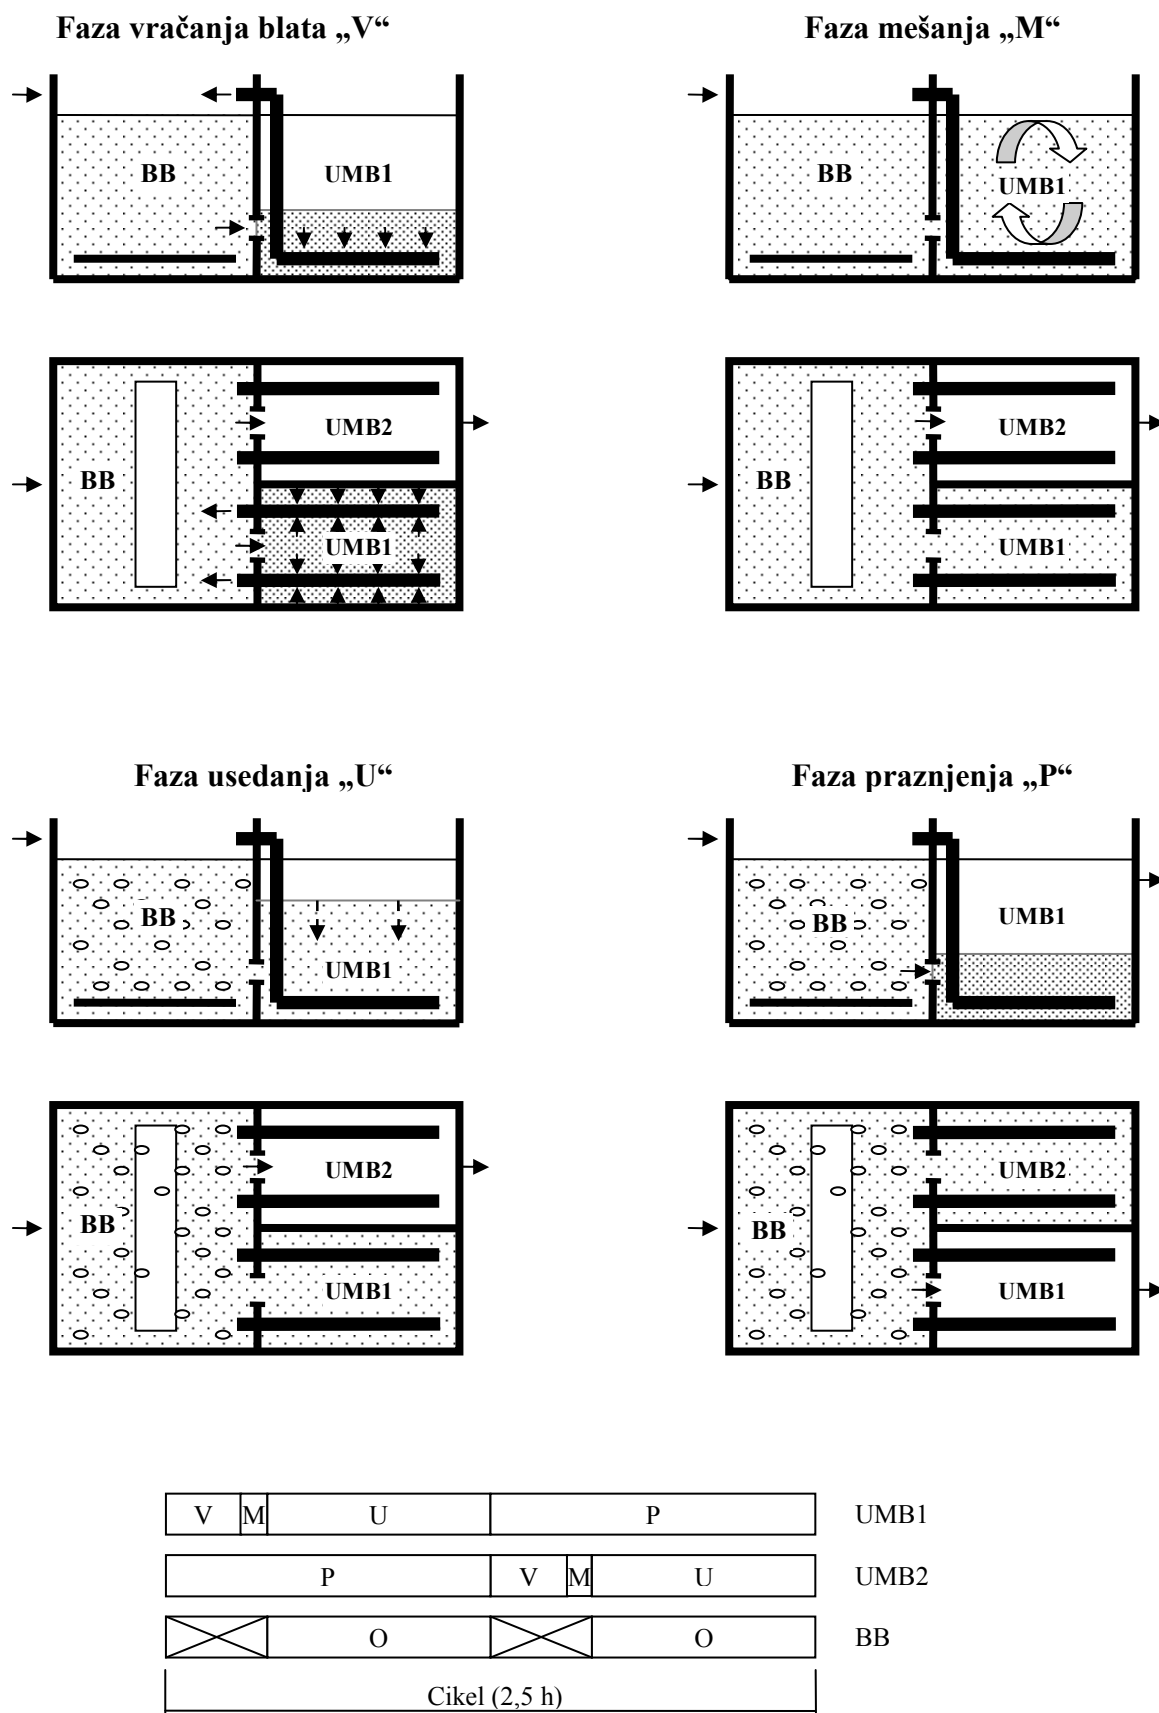 Faza vračanja blata „V“
Faza mešanja „M“
BB
UMB1
BB
UMB1
UMB2
BB
UMB1
UMB2
BB
UMB1
Faza usedanja „U“
Faza praznjenja „P“
BB
UMB1
BB
UMB1
UMB2
BB
UMB1
UMB2
BB
UMB1
V M U P UMB1
P V M U UMB2
O O BB
Cikel (2,5 h)